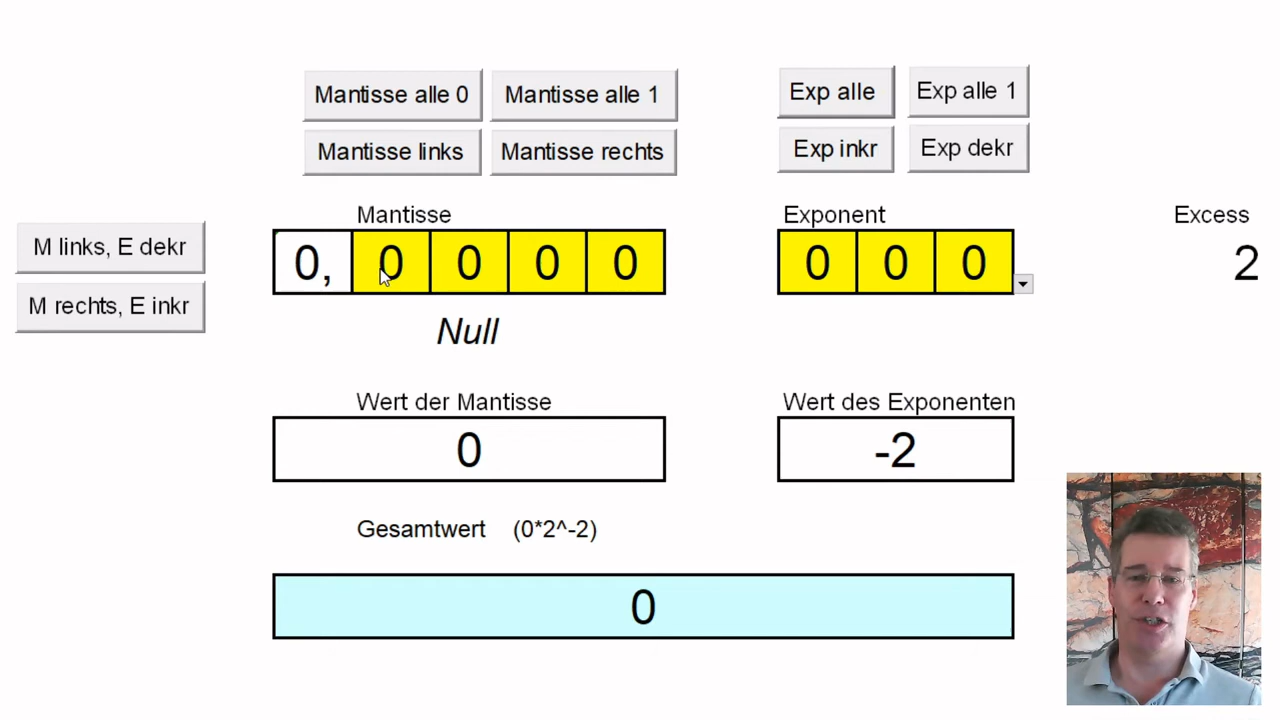 Mantisse alle 0 Mantisse alle 1 Exp alle Exp alle 1
Mantisse links Mantisse rechts Exp inkr Exp dekr
Mantisse Exponent Excess
M links, E dekr
0, 0 0 0 0 0 0 0 2
M rechts, E inkr
Null
Wert der Mantisse Wert des Exponenten
0 -2
Gesamtwert (0*2^-2)
0